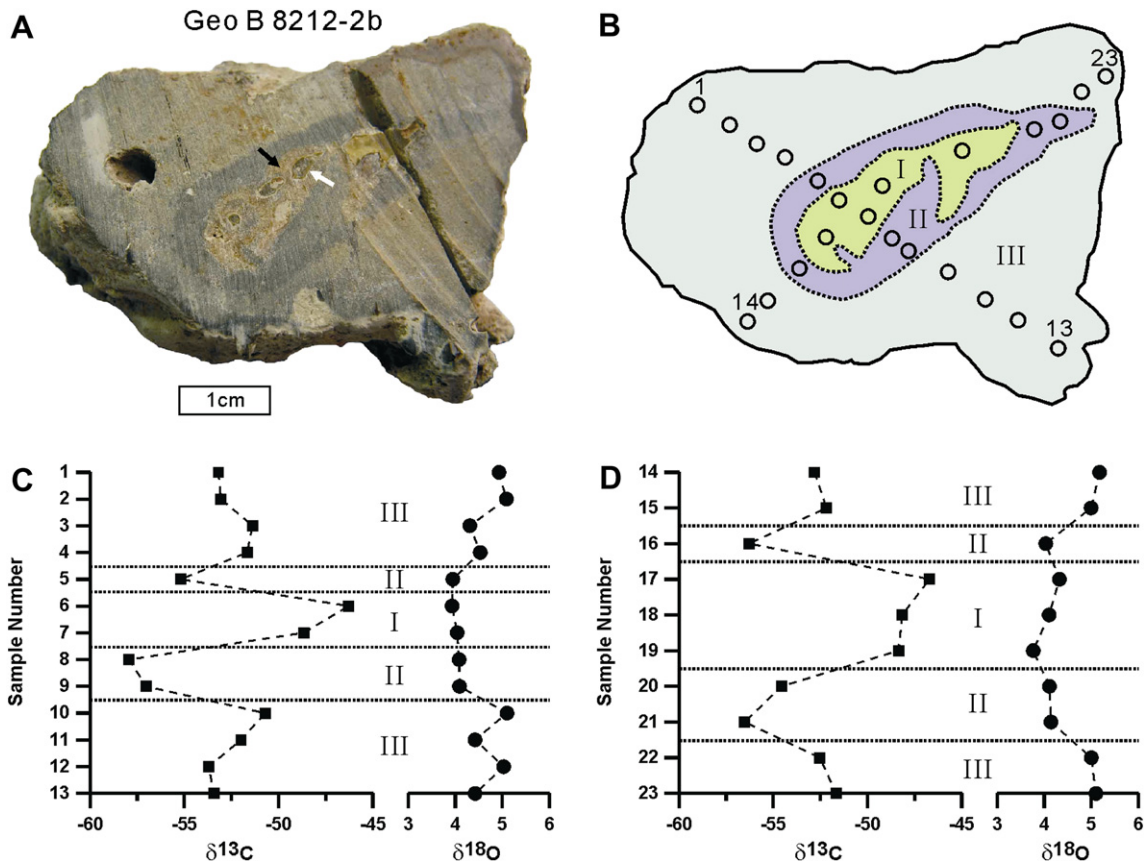 A
Geo B 8212-2b
1cm
B
1
23
I
II
III
14
13
C
1
2
3
4
5
6
7
8
9
10
11
12
13
Sample Number
III
II
I
II
III
-60
-55
-50
-45
3
4
5
6
δ13C
δ18O
D
14
15
16
17
18
19
20
21
22
23
Sample Number
III
II
I
II
III
-60
-55
-50
-45
3
4
5
6
δ13C
δ18O